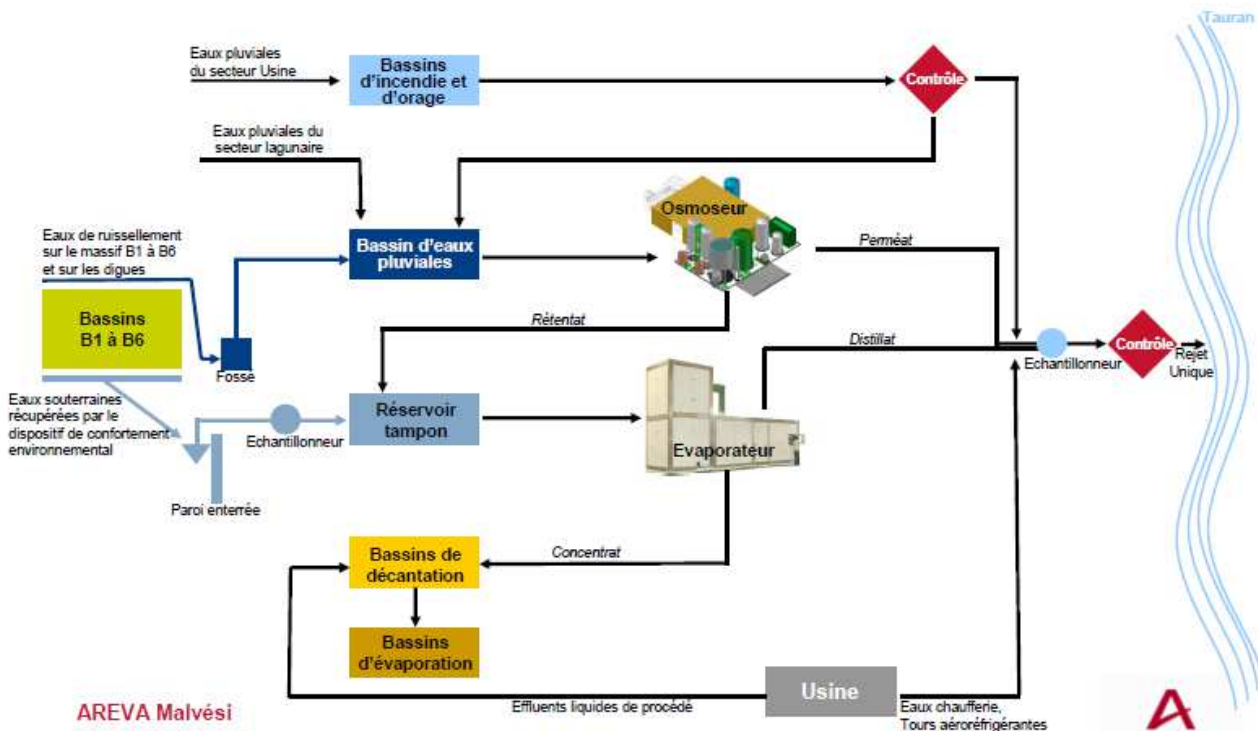 Tauran
Eaux pluviales
du secteur Usine
Bassins
d'incendie et
d'orage
Contrôle
Eaux pluviales du
secteur lagunaire
Osmoseur
Eaux de ruissellement
sur le massif B1 à B6
et sur les digues
Bassin d'eaux
pluviales
Perméat
Bassins
B1 à B6
Fossé
Rétentat
Distillat
Echantillonneur
Contrôle
Rejet
Unique
Eaux souterraines
récupérées par le
dispositif de confortement
environnemental
Echantillonneur
Réservoir
tampon
Evaporateur
Paroi enterrée
Bassins de
décantation
Concentrat
Bassins
d'évaporation
Usine
Effluents liquides de procédé
Eaux chaufferie,
Tours aéroréfrigérantes
AREVA Malvési